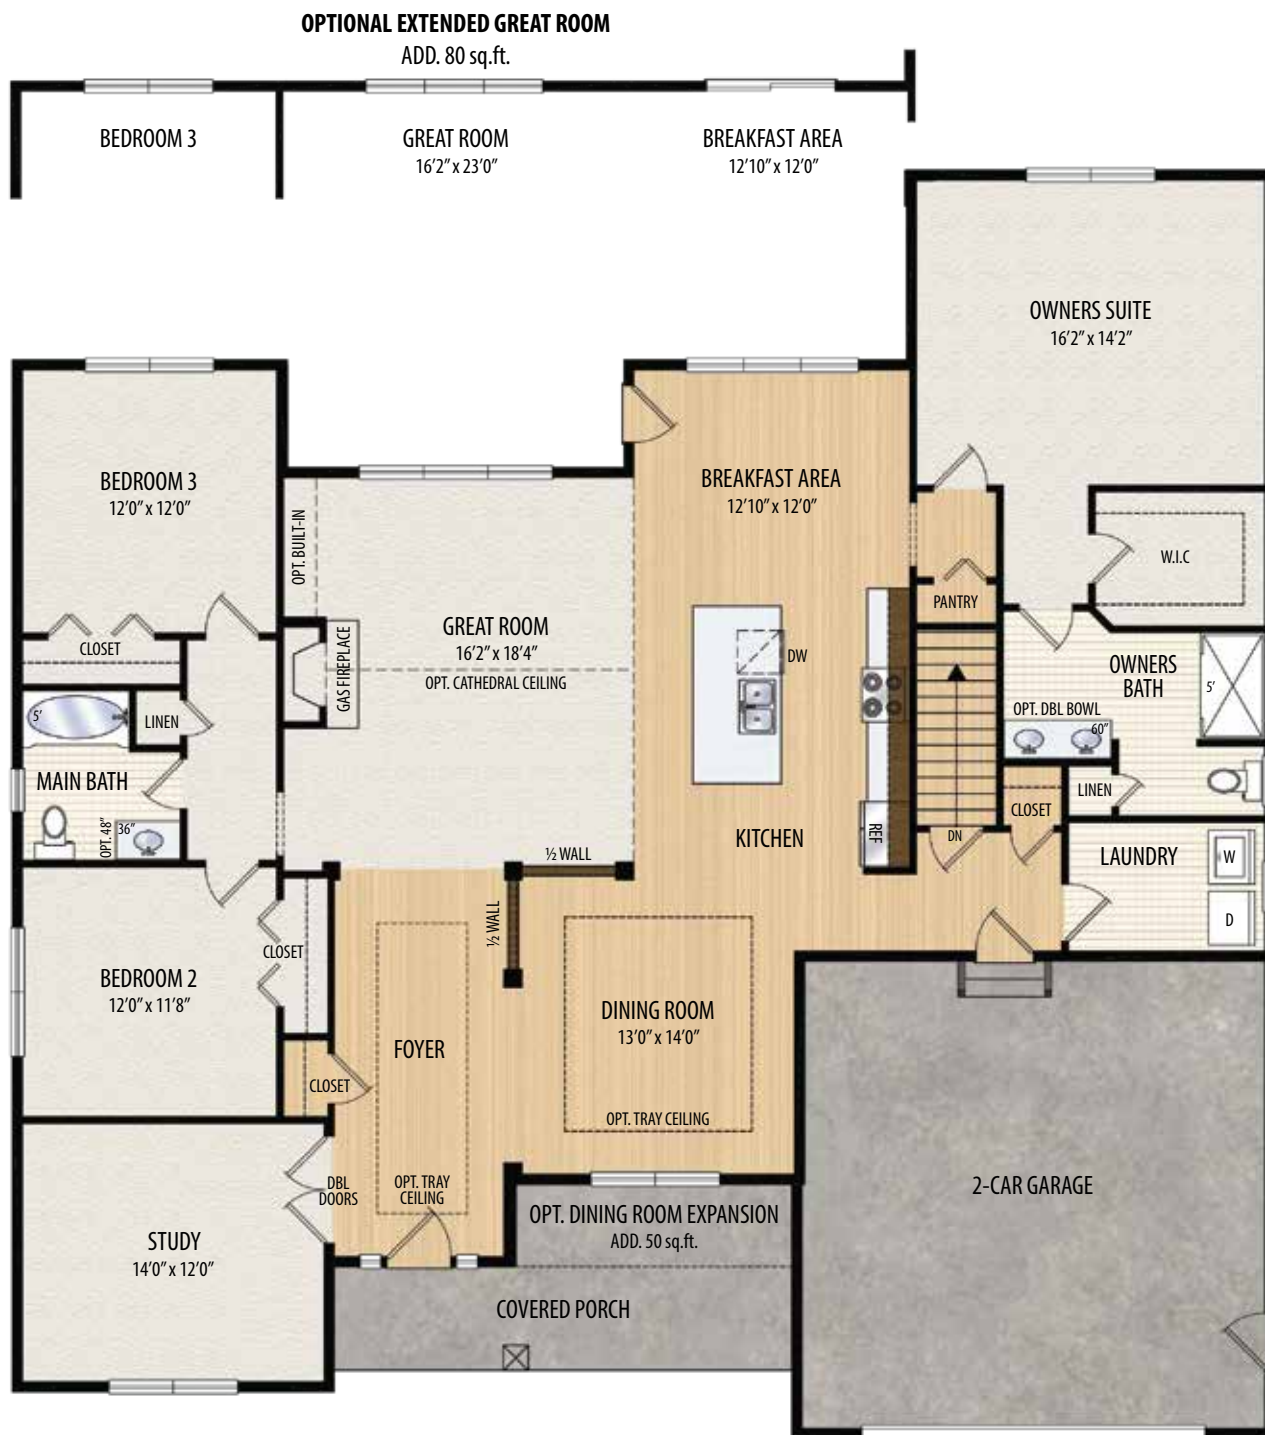 OPTIONAL EXTENDED GREAT ROOM
ADD. 80 sq.ft.
BEDROOM 3
GREAT ROOM
16’2” x 23’0”
BREAKFAST AREA
12’10” x 12’0”
OWNERS SUITE
16’2” x 14’2”
BEDROOM 3
12’0” x 12’0”
BREAKFAST AREA
12’10” x 12’0”
OPT. BUILT-IN
W.I.C
PANTRY
GREAT ROOM
16’2” x 18’4”
OPT. CATHEDRAL CEILING
GAS FIREPLACE
CLOSET
DW
OWNERS
BATH
5’
OPT. DBL BOWL
60”
5’
LINEN
MAIN BATH
OPT. 48”
36”
LINEN
CLOSET
KITCHEN
REF
DN
LAUNDRY
W
D
½ WALL
½ WALL
CLOSET
BEDROOM 2
12’0” x 11’8”
DINING ROOM
13’0” x 14’0”
OPT. TRAY CEILING
FOYER
CLOSET
DBL
DOORS
OPT. TRAY
CEILING
2-CAR GARAGE
OPT. DINING ROOM EXPANSION
ADD. 50 sq.ft.
STUDY
14’0” x 12’0”
COVERED PORCH